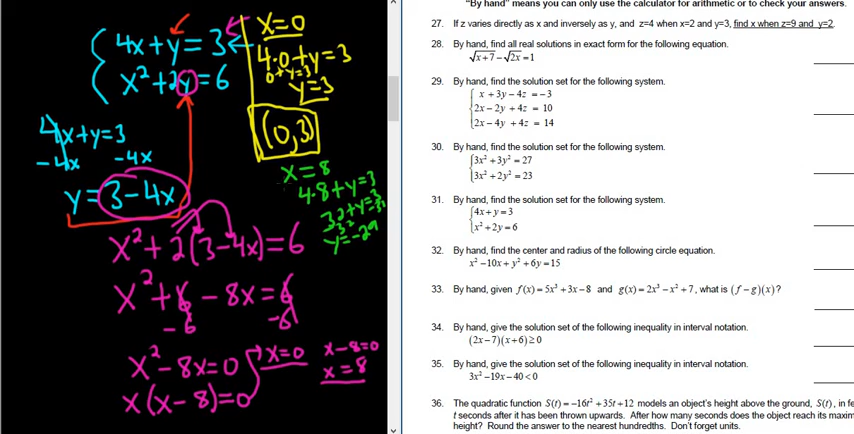 4x+y=3
x²+2y=6
4x+y=3
-4x -4x
y=3-4x
x²+2(3-4x)=6
x²+6-8x=6
-6 -6
x²-8x=0
x(x-8)=0
x=0
x-8=0
x=8
x=0
4·0+y=3
0+y=3
y=3
(0,3)
x=8
4·8+y=3
32+y=3
y=-29
"By hand" means you can only use the calculator for arithmetic or to check your answers.
27. If z varies directly as x and inversely as y, and z=4 when x=2 and y=3, find x when z=9 and y=2.
28. By hand, find all real solutions in exact form for the following equation.
√x+7 - √2x = 1
29. By hand, find the solution set for the following system.
x + 3y - 4z = -3
2x - 2y + 4z = 10
2x - 4y + 4z = 14
30. By hand, find the solution set for the following system.
3x² + 3y² = 27
3x² + 2y² = 23
31. By hand, find the solution set for the following system.
4x + y = 3
x² + 2y = 6
32. By hand, find the center and radius of the following circle equation.
x² - 10x + y² + 6y = 15
33. By hand, given f(x) = 5x³ + 3x - 8 and g(x) = 2x³ - x² + 7, what is (f - g)(x)?
34. By hand, give the solution set of the following inequality in interval notation.
(2x - 7)(x + 6) ≥ 0
35. By hand, give the solution set of the following inequality in interval notation.
3x² - 19x - 40 < 0
36. The quadratic function S(t) = -16t² + 35t + 12 models an object's height above the ground, S(t), in fe
t seconds after it has been thrown upwards. After how many seconds does the object reach its maxim
height? Round the answer to the nearest hundredths. Don't forget units.